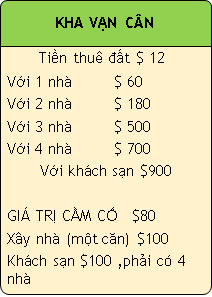 KHA VẠN CÂN
Tiền thuê đất $ 12
Với 1 nhà $ 60
Với 2 nhà $ 180
Với 3 nhà $ 500
Với 4 nhà $ 700
Với khách sạn $900
GIÁ TRỊ CẦM CỐ $80
Xây nhà (một căn) $100
Khách sạn $100 ,phải có 4
nhà